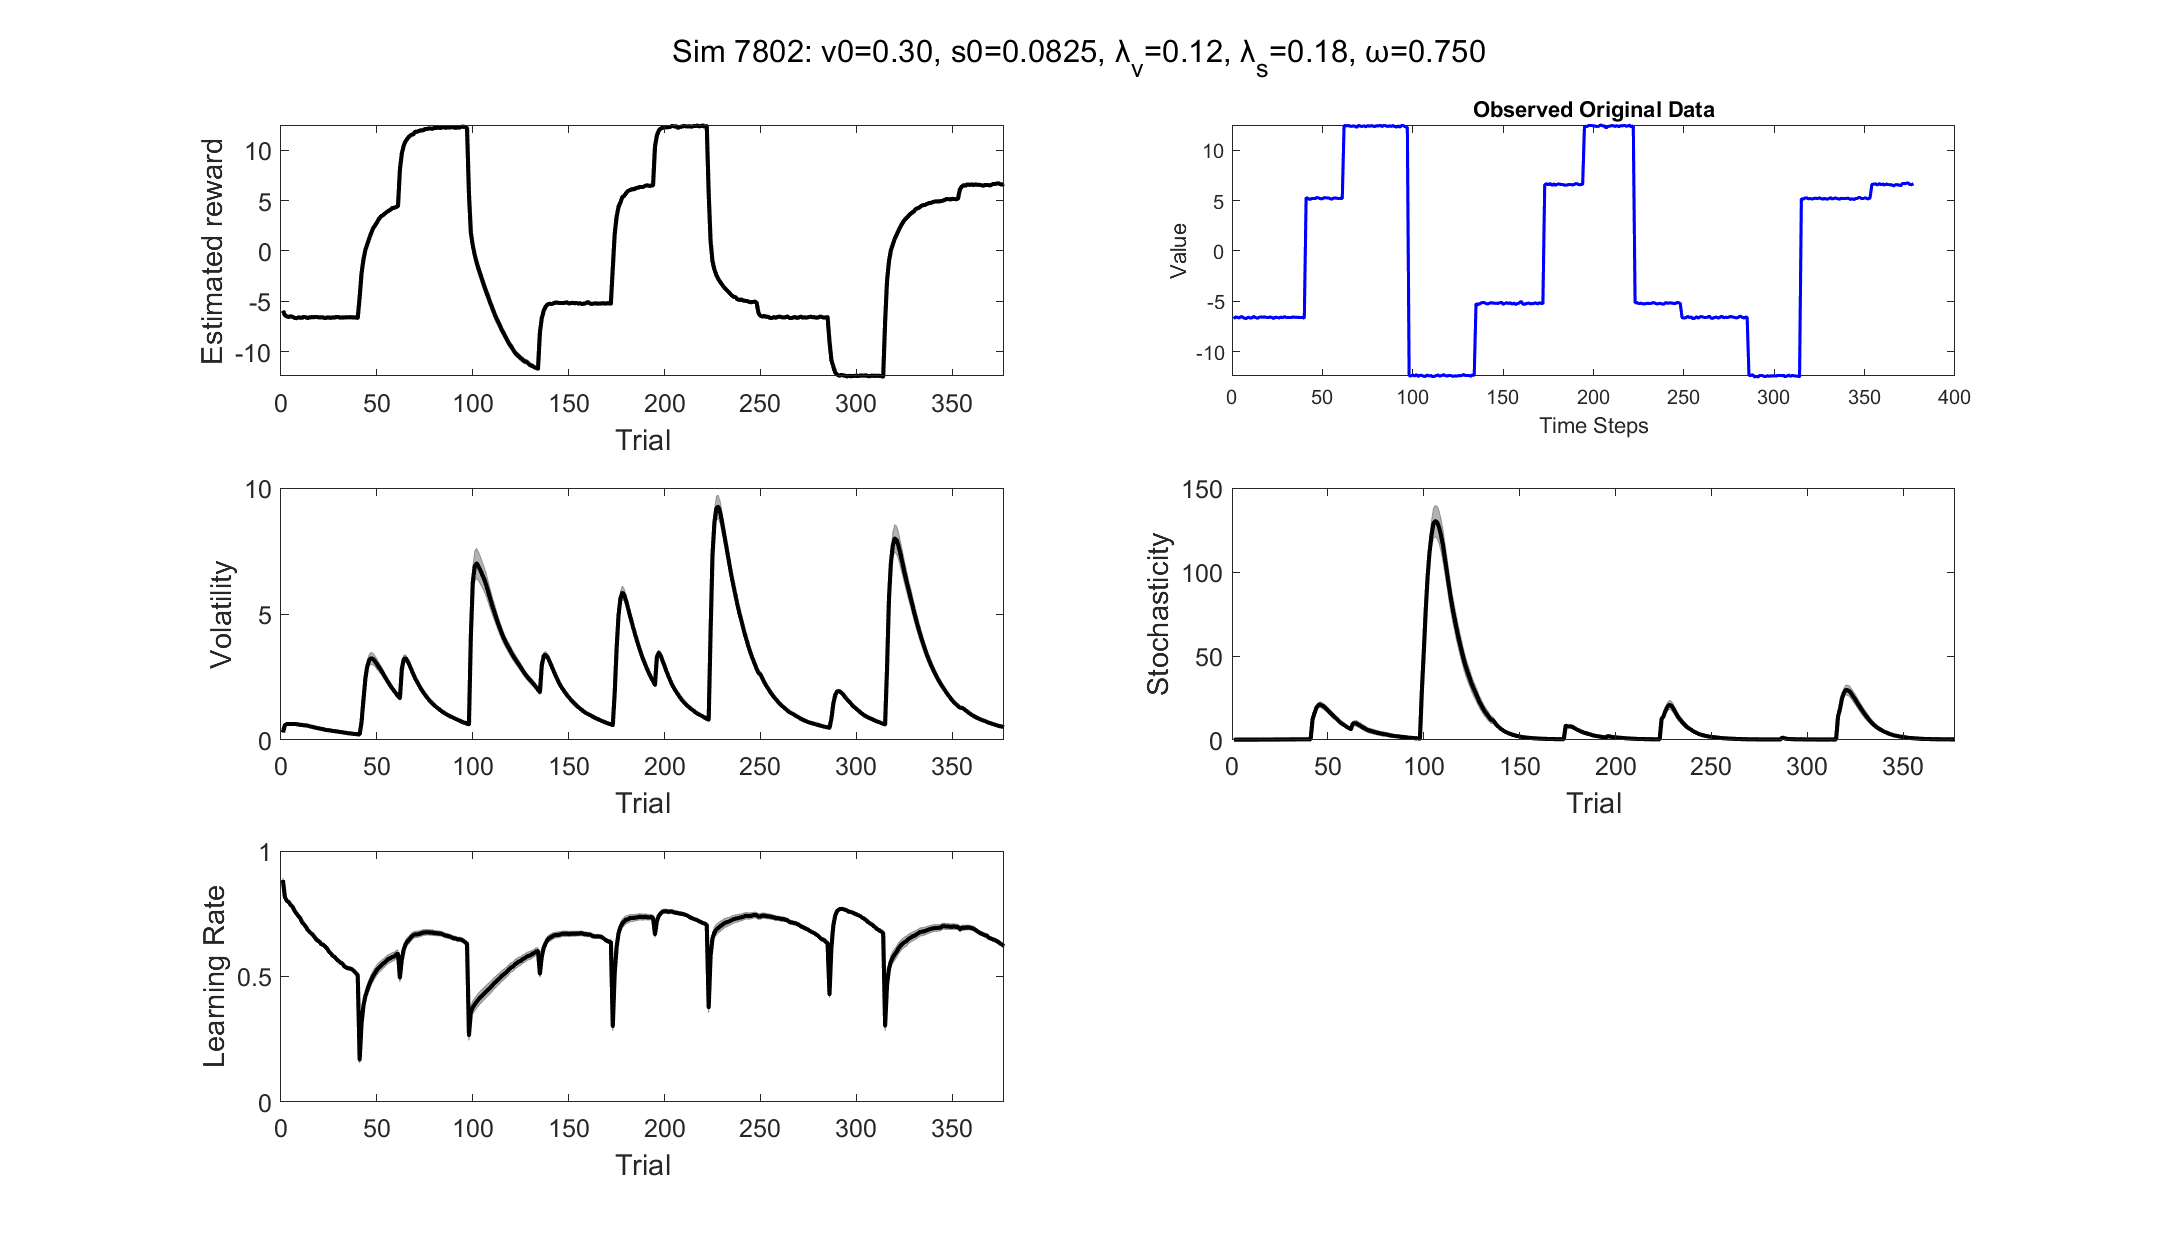 Sim 7802: v0=0.30, s0=0.0825, λv=0.12, λs=0.18, ω=0.750
Estimated reward
10
5
0
-5
-10
0 50 100 150 200 250 300 350
Trial
Observed Original Data
Value
10
5
0
-5
-10
0 50 100 150 200 250 300 350 400
Time Steps
Volatility
10
5
0
0 50 100 150 200 250 300 350
Trial
Stochasticity
150
100
50
0
0 50 100 150 200 250 300 350
Trial
Learning Rate
1
0.5
0
0 50 100 150 200 250 300 350
Trial